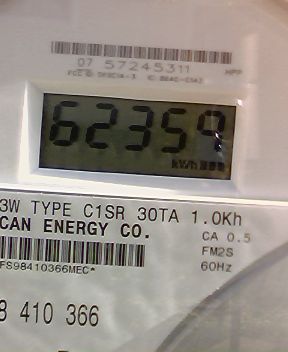 07 57245311 HPP
62359
kWh
3W TYPE C1SR 30TA 1.0Kh
CAN ENERGY CO.
CA 0.5
FM2S
60Hz
FS98410366MEC*
8 410 366